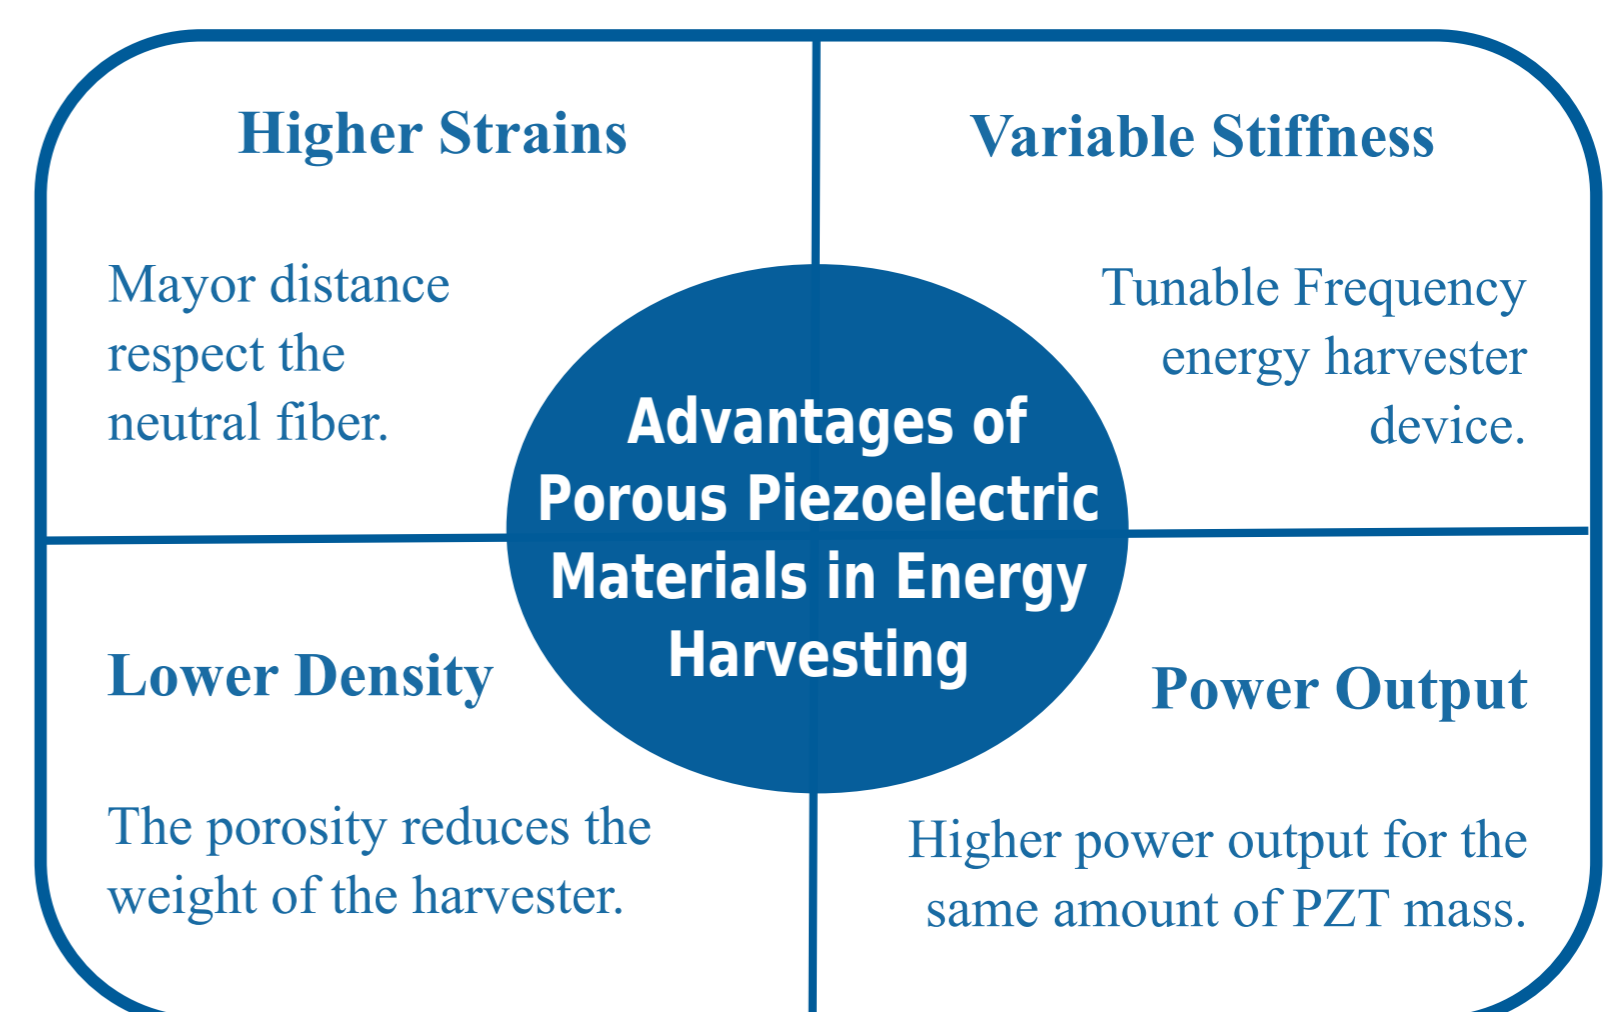 Higher Strains
Mayor distance
respect the
neutral fiber.
Variable Stiffness
Tunable Frequency
energy harvester
device.
Advantages of
Porous Piezoelectric
Materials in Energy
Harvesting
Lower Density
The porosity reduces the
weight of the harvester.
Power Output
Higher power output for the
same amount of PZT mass.